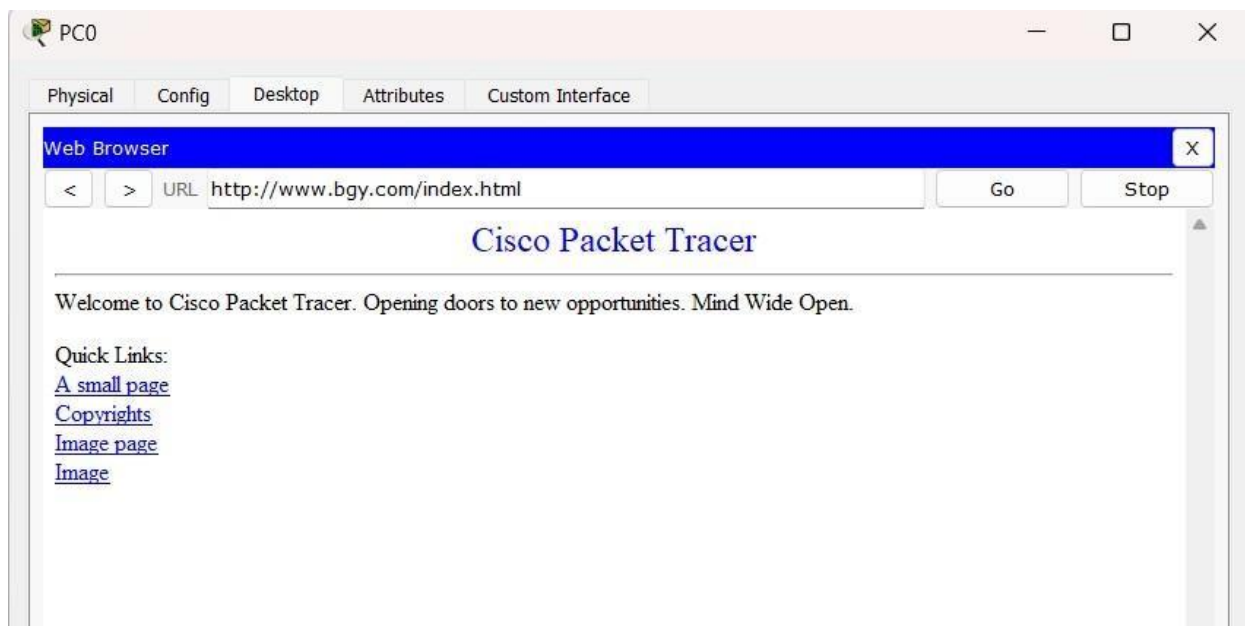 PC0
Physical Config Desktop Attributes Custom Interface
Web Browser X
< > URL http://www.bgy.com/index.html Go Stop
Cisco Packet Tracer
Welcome to Cisco Packet Tracer. Opening doors to new opportunities. Mind Wide Open.
Quick Links:
A small page
Copyrights
Image page
Image